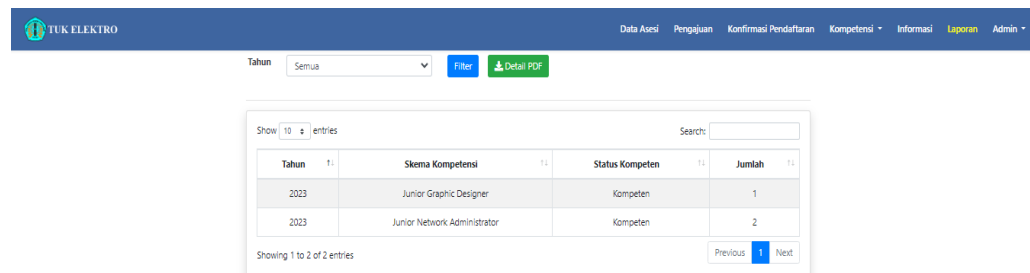 TUK ELEKTRO Data Asesi Pengajuan Konfirmasi Pendaftaran Kompetensi Informasi Laporan Admin
Tahun Semua Filter Detail PDF
Show 10 entries Search:
Tahun Skema Kompetensi Status Kompeten Jumlah
2023 Junior Graphic Designer Kompeten 1
2023 Junior Network Administrator Kompeten 2
Showing 1 to 2 of 2 entries Previous 1 Next